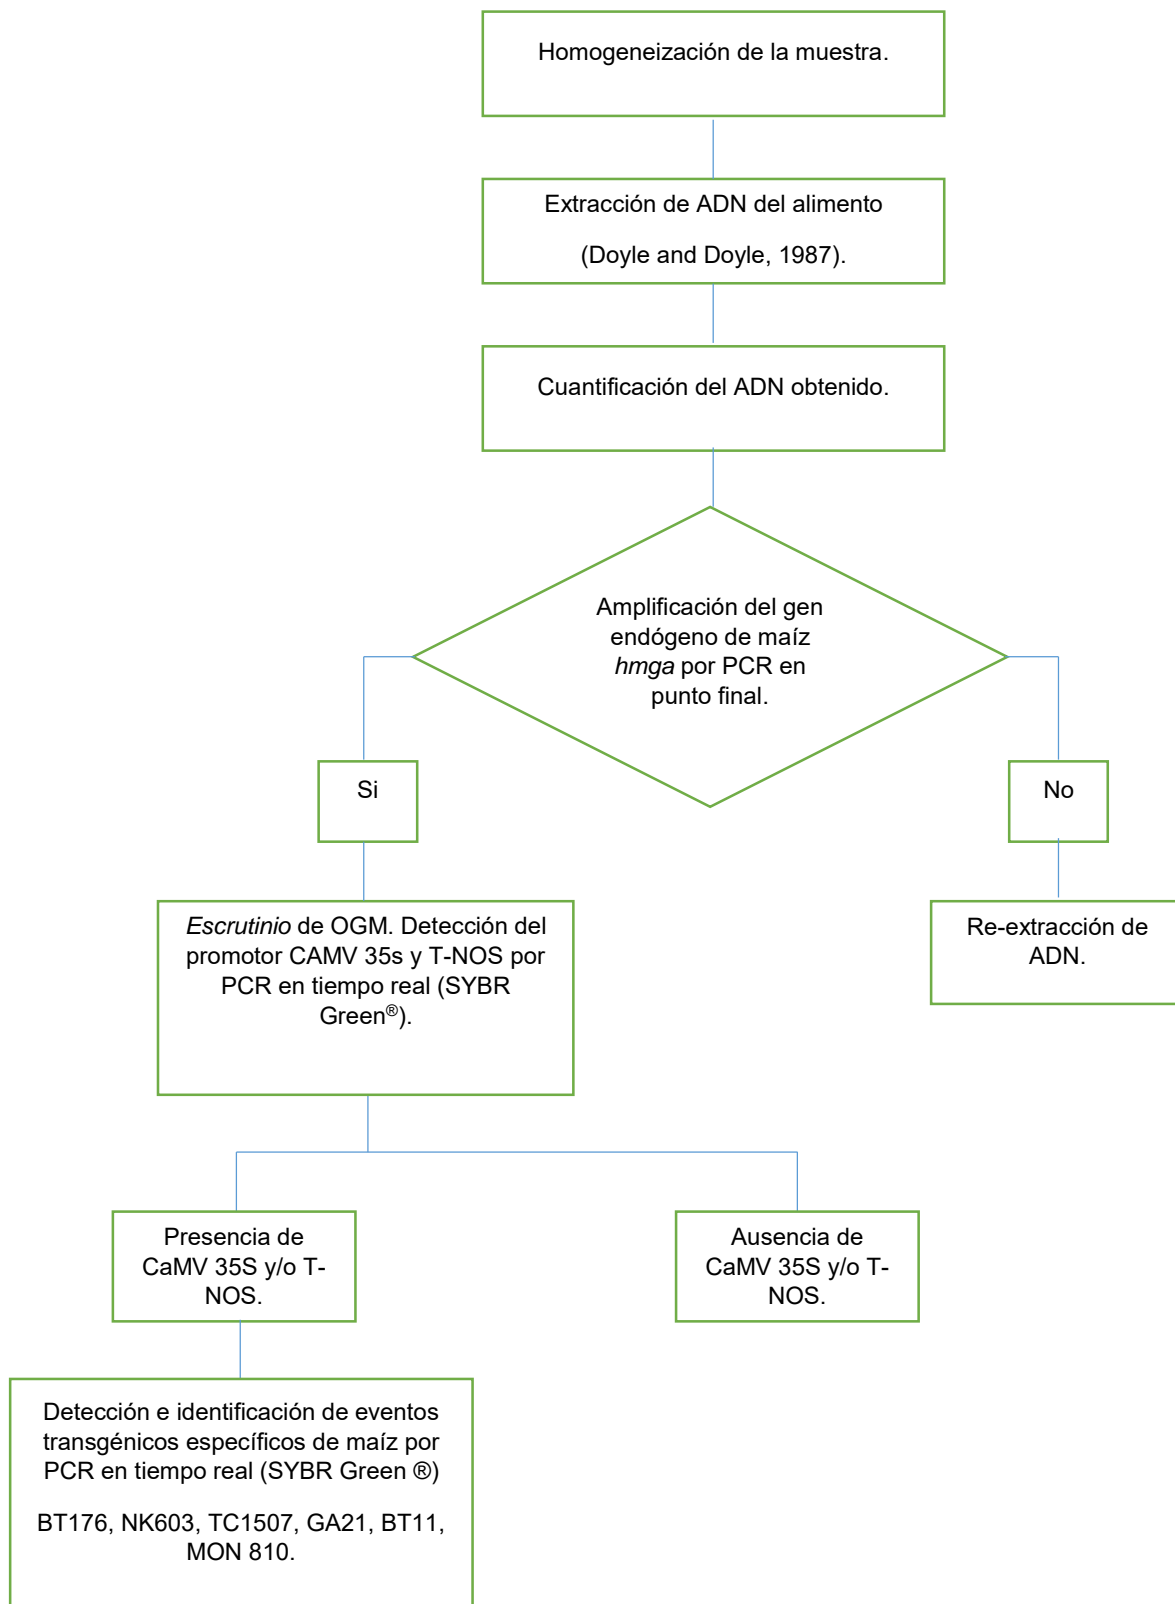 Homogeneización de la muestra.
Extracción de ADN del alimento
(Doyle and Doyle, 1987).
Cuantificación del ADN obtenido.
Amplificación del gen
endógeno de maíz
hmga por PCR en
punto final.
Si
No
Escrutinio de OGM. Detección del
promotor CAMV 35s y T-NOS por
PCR en tiempo real (SYBR
Green®).
Re-extracción de
ADN.
Presencia de
CaMV 35S y/o T-
NOS.
Ausencia de
CaMV 35S y/o T-
NOS.
Detección e identificación de eventos
transgénicos específicos de maíz por
PCR en tiempo real (SYBR Green ®)
BT176, NK603, TC1507, GA21, BT11,
MON 810.